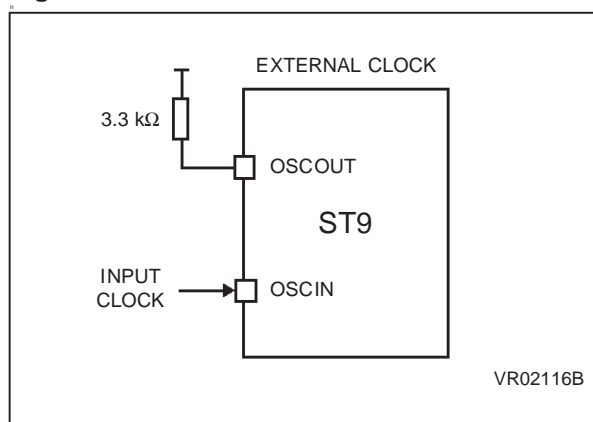 EXTERNAL CLOCK
3.3 kΩ
OSCOUT
ST9
INPUT
CLOCK
OSCIN
VR02116B